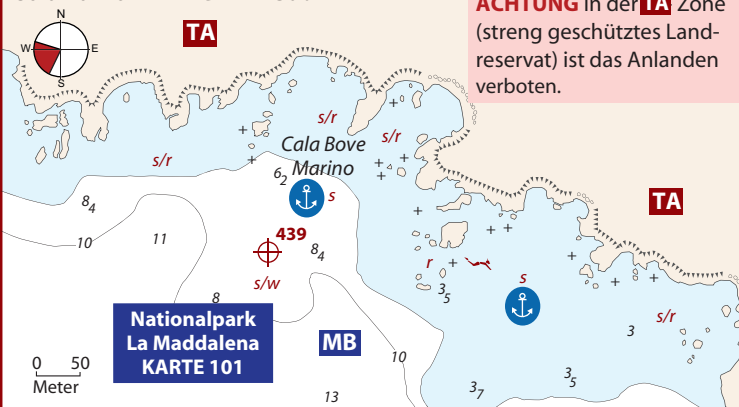 ACHTUNG In der TA Zone
(streng geschütztes Land-
reservat) ist das Anlanden
verboten.
N
W E
S
TA
s/r
s/r
s/r
Cala Bove
Marino
6₂
s
8₄
10
11
439
8₄
s/w
8
TA
r
s
3₅
s/r
3
Nationalpark
La Maddalena
KARTE 101
MB
10
0 50
Meter
13
3₇
3₅